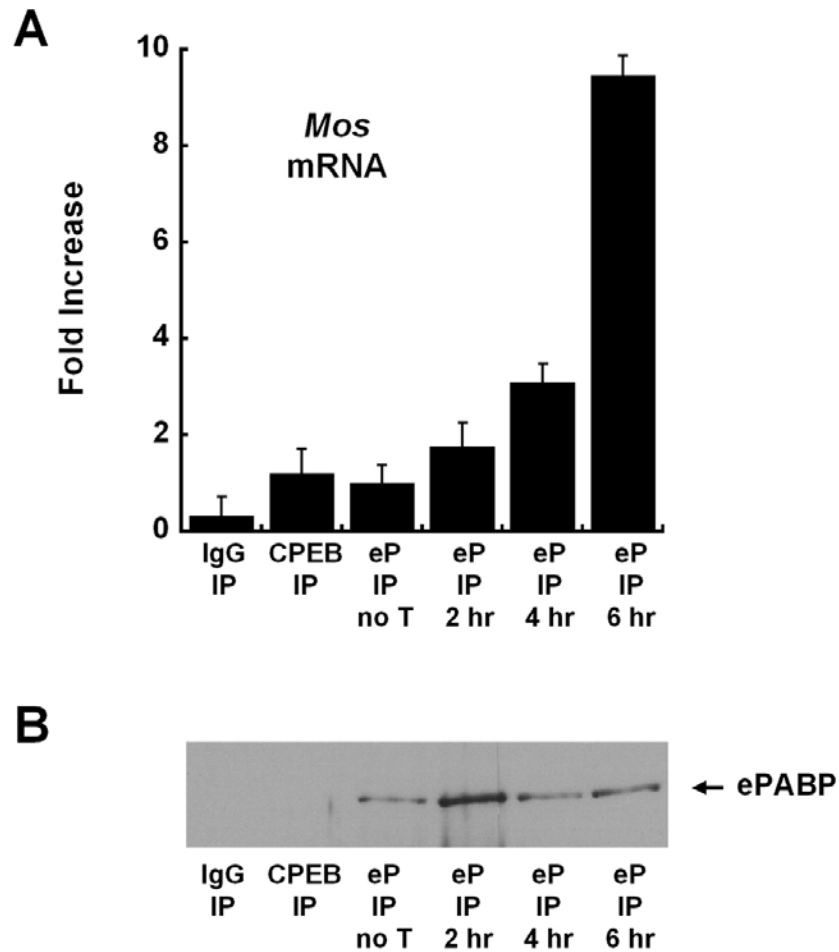 A
10
8
6
4
2
0
Fold Increase
Mos
mRNA
IgG CPEB eP eP eP eP
IP IP IP IP IP IP
no T 2 hr 4 hr 6 hr
B
ePABP
IgG CPEB eP eP eP eP
IP IP IP IP IP IP
no T 2 hr 4 hr 6 hr